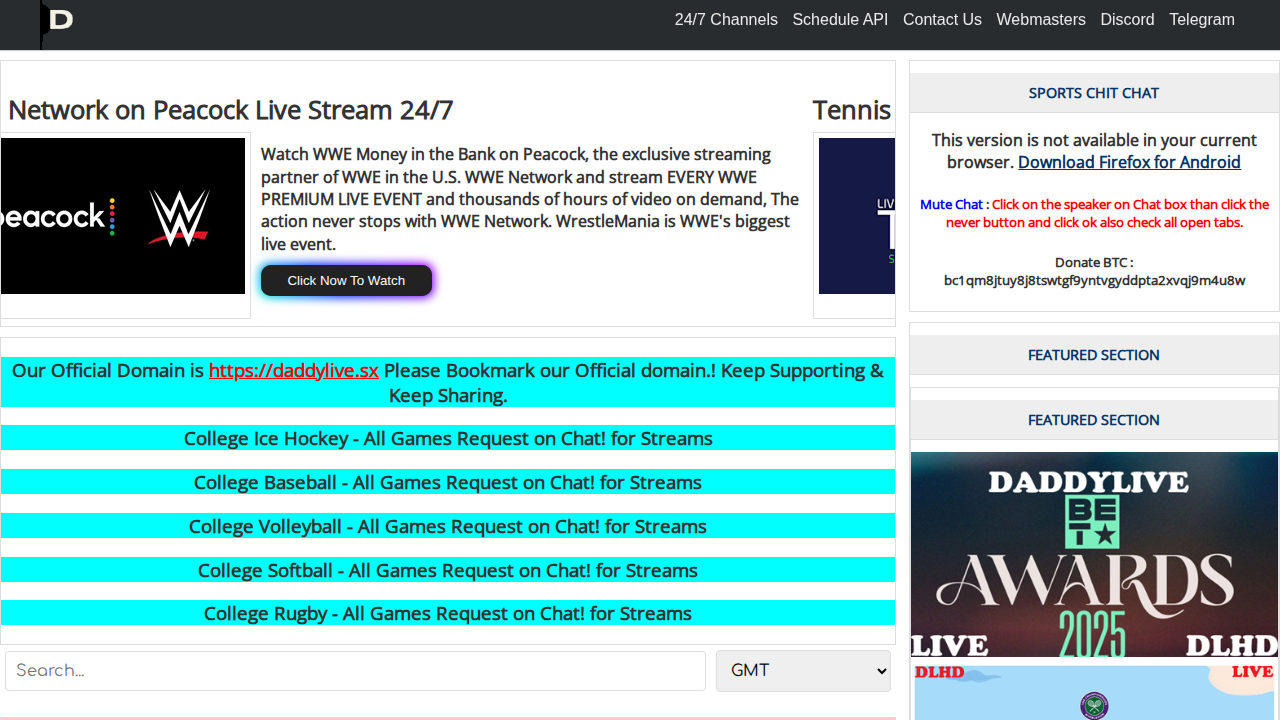 D
24/7 Channels Schedule API Contact Us Webmasters Discord Telegram
Network on Peacock Live Stream 24/7
peacock W
Watch WWE Money in the Bank on Peacock, the exclusive streaming
partner of WWE in the U.S. WWE Network and stream EVERY WWE
PREMIUM LIVE EVENT and thousands of hours of video on demand, The
action never stops with WWE Network. WrestleMania is WWE's biggest
live event.
Click Now To Watch
Tennis
LIV
T
S
Our Official Domain is https://daddylive.sx Please Bookmark our Official domain.! Keep Supporting &
Keep Sharing.
College Ice Hockey - All Games Request on Chat! for Streams
College Baseball - All Games Request on Chat! for Streams
College Volleyball - All Games Request on Chat! for Streams
College Softball - All Games Request on Chat! for Streams
College Rugby - All Games Request on Chat! for Streams
Search...
GMT
SPORTS CHIT CHAT
This version is not available in your current
browser. Download Firefox for Android
Mute Chat : Click on the speaker on Chat box than click the
never button and click ok also check all open tabs.
Donate BTC :
bc1qm8jtuy8j8tswtgf9yntvgyddpta2xvqj9m4u8w
FEATURED SECTION
FEATURED SECTION
DADDYLIVE
BE
T★
AWARDS
2025
LIVE DLHD
DLHD LIVE